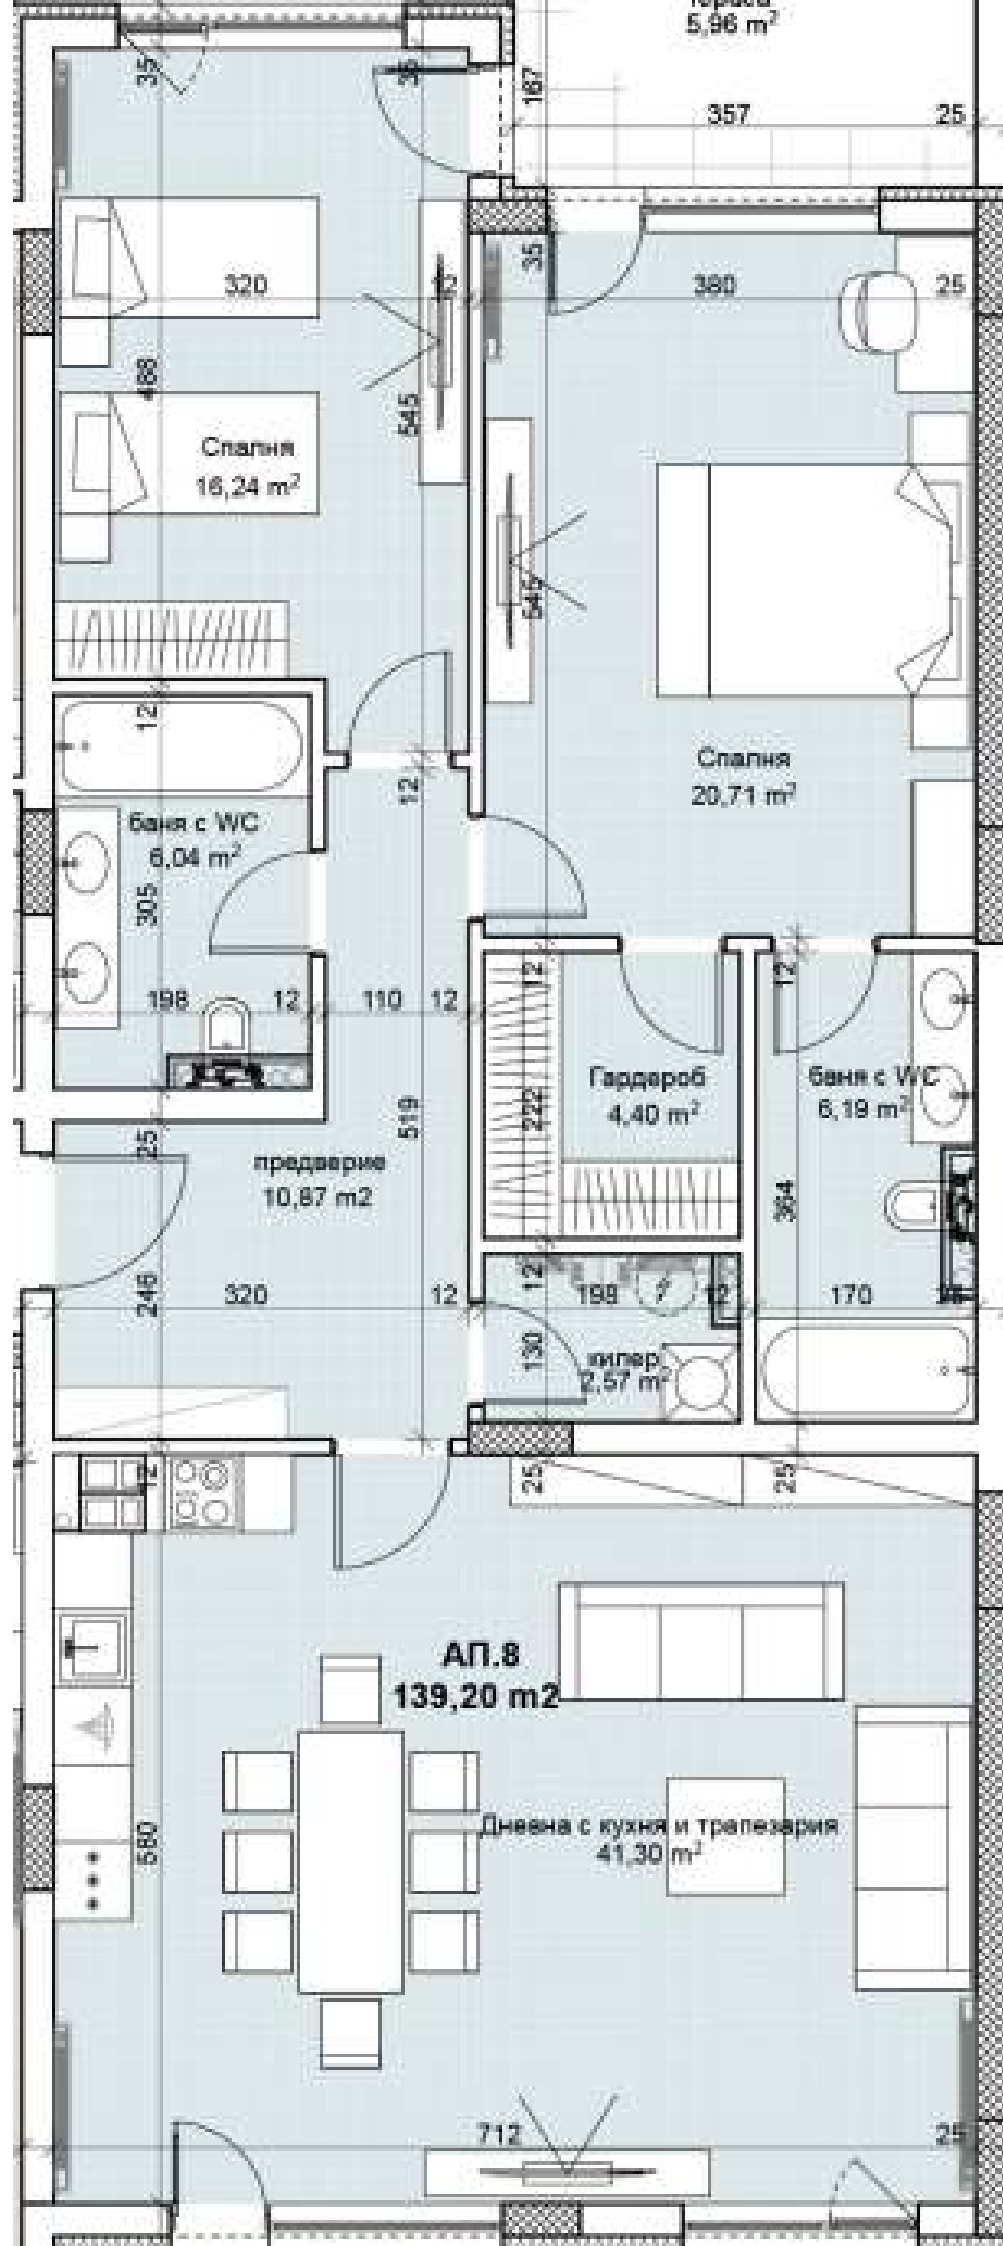 5,96 m²
35
35
167
357
25
35
320
12
380
25
488
545
Спалня
16,24 m²
545
12
Спалня
20,71 m²
12
баня с WC
6,04 m²
305
12
12
198
12
110
12
Гардероб
4,40 m²
баня с WC
6,19 m²
222
519
25
предверие
10,87 m2
364
246
320
12
12
198
12
170
130
килер
2,57 m²
12
25
25
АП.8
139,20 m2
Дневна с кухня и трапезария
41,30 m²
580
712
25